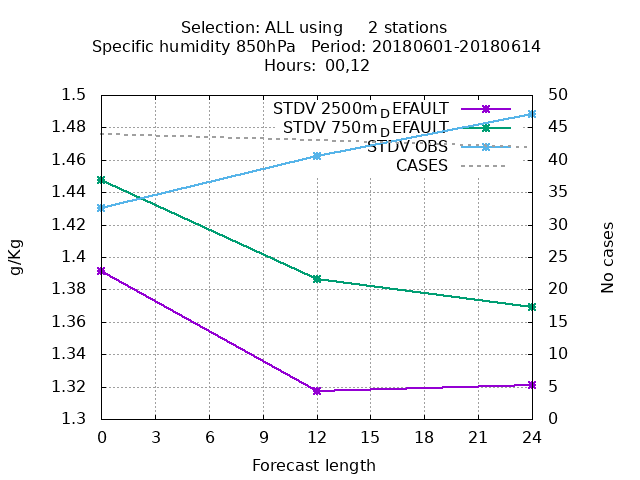 Selection: ALL using 2 stations
Specific humidity 850hPa Period: 20180601-20180614
Hours: 00,12
1.5
1.48
1.46
1.44
1.42
1.4
1.38
1.36
1.34
1.32
1.3
g/Kg
STDV 2500m_DEFAULT
STDV 750m_DEFAULT
STDV OBS
CASES
50
45
40
35
30
25
20
15
10
5
0
No cases
0 3 6 9 12 15 18 21 24
Forecast length